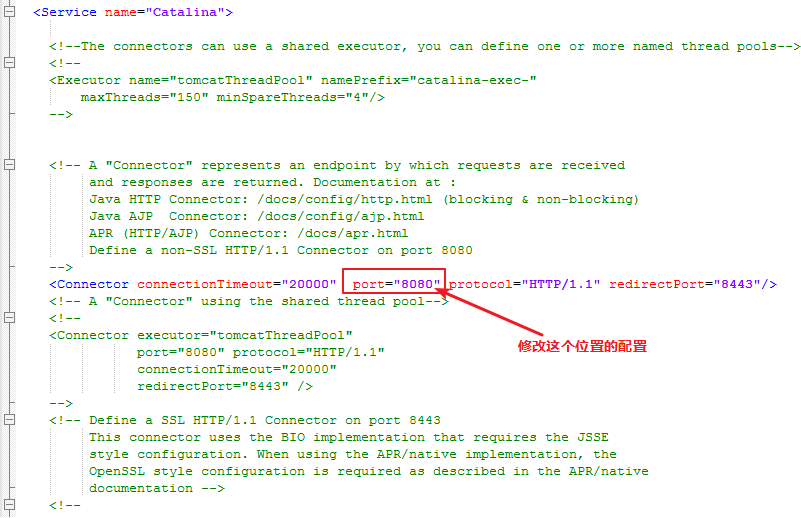 <Service name="Catalina">
<!--The connectors can use a shared executor, you can define one or more named thread pools-->
<!--
<Executor name="tomcatThreadPool" namePrefix="catalina-exec-"
maxThreads="150" minSpareThreads="4"/>
-->
<!-- A "Connector" represents an endpoint by which requests are received
and responses are returned. Documentation at :
Java HTTP Connector: /docs/config/http.html (blocking & non-blocking)
Java AJP  Connector: /docs/config/ajp.html
APR (HTTP/AJP) Connector: /docs/apr.html
Define a non-SSL HTTP/1.1 Connector on port 8080
-->
<Connector connectionTimeout="20000"  port="8080" protocol="HTTP/1.1" redirectPort="8443"/>
<!-- A "Connector" using the shared thread pool-->
<!--
<Connector executor="tomcatThreadPool"
port="8080" protocol="HTTP/1.1"
修改这个位置的配置
connectionTimeout="20000"
redirectPort="8443" />
-->
<!-- Define a SSL HTTP/1.1 Connector on port 8443
This connector uses the BIO implementation that requires the JSSE
style configuration. When using the APR/native implementation, the
OpenSSL style configuration is required as described in the APR/native
documentation -->
<!--